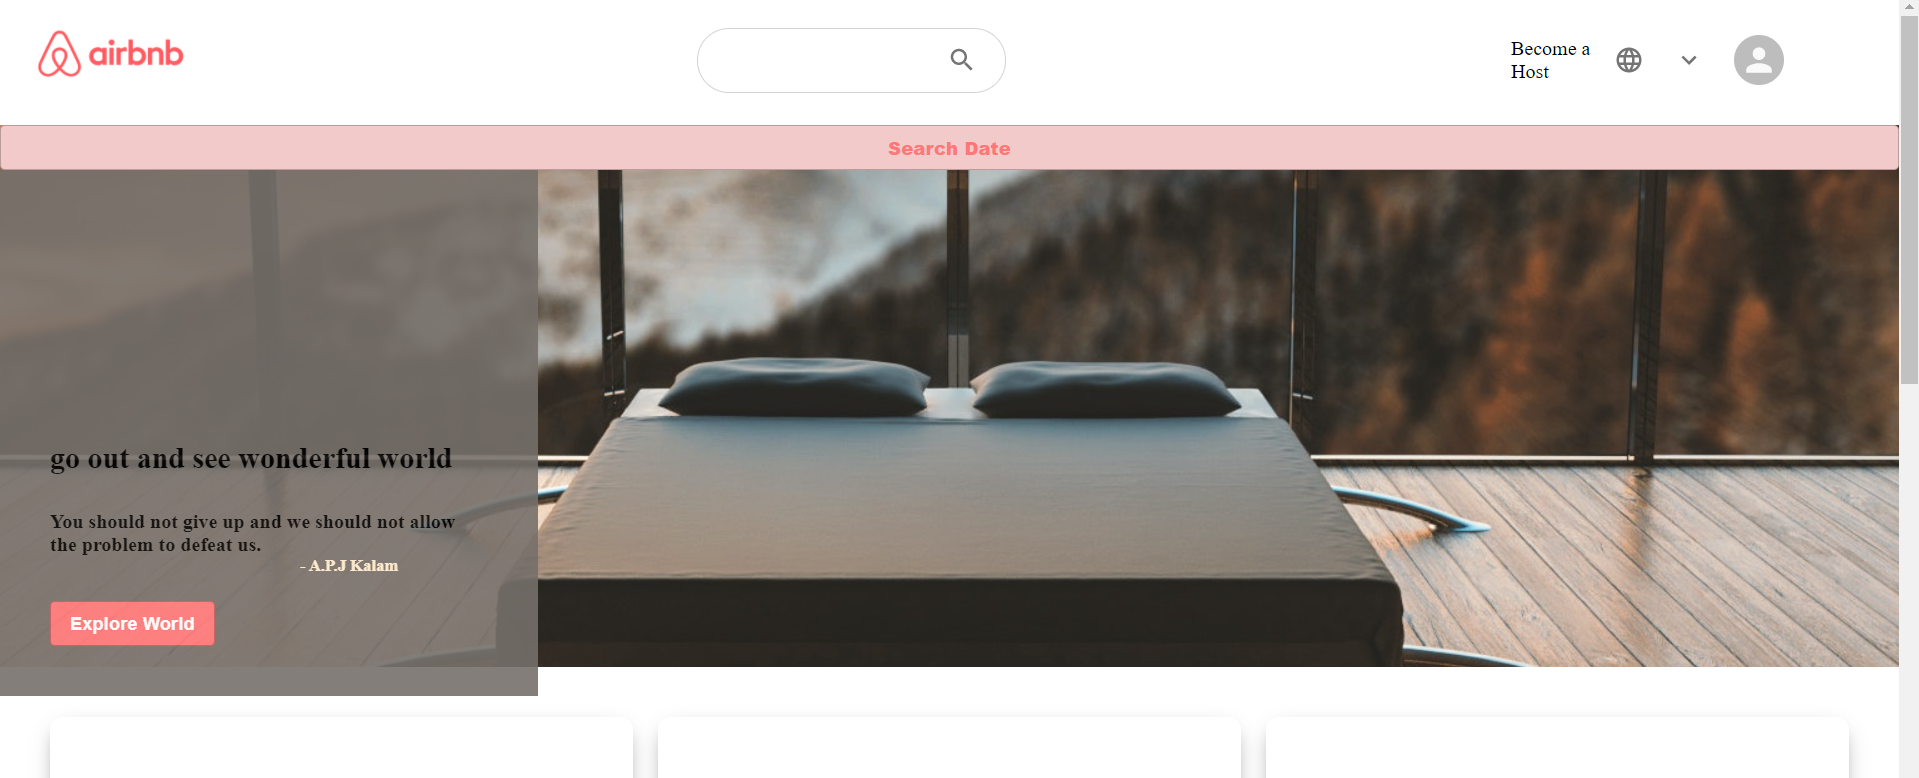 airbnb
Become a
Host
Search Date
go out and see wonderful world
You should not give up and we should not allow
the problem to defeat us.
- A.P.J Kalam
Explore World